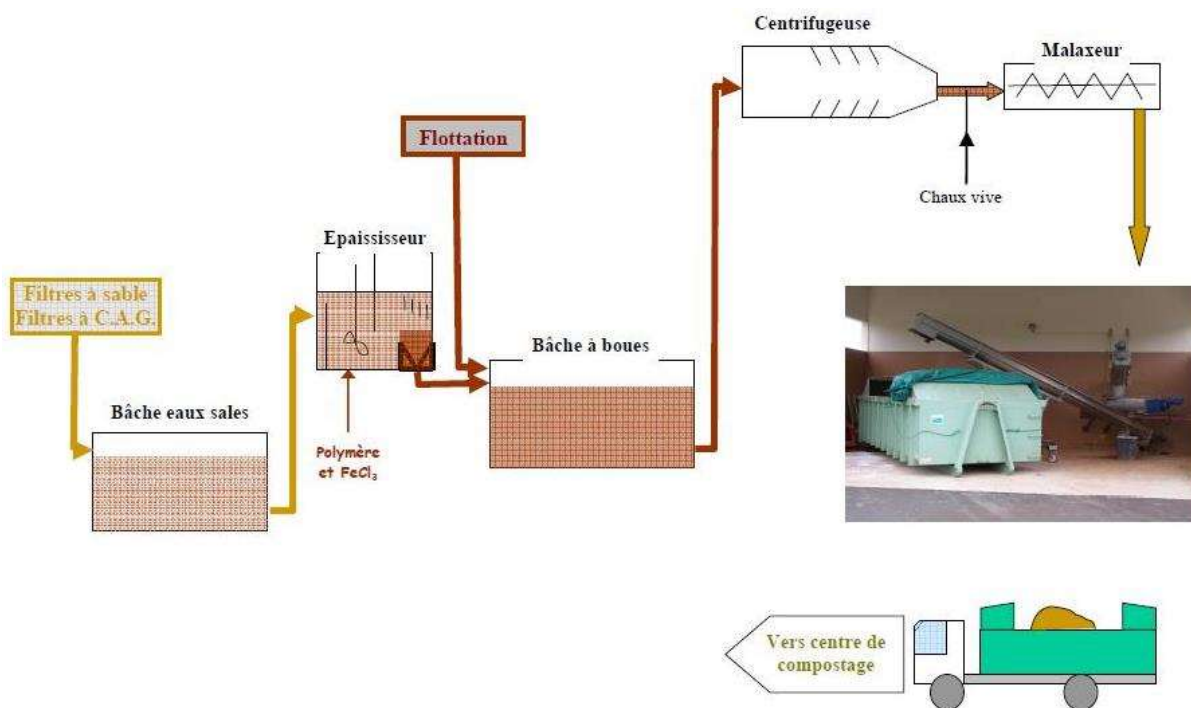 Centrifugeuse
Malaxeur
Flottation
Chaux vive
Epaississeur
Filtres à sable
Filtres à C.A.G.
Bâche à boues
Bâche eaux sales
Polymère
et FeCl₃
Vers centre de
compostage